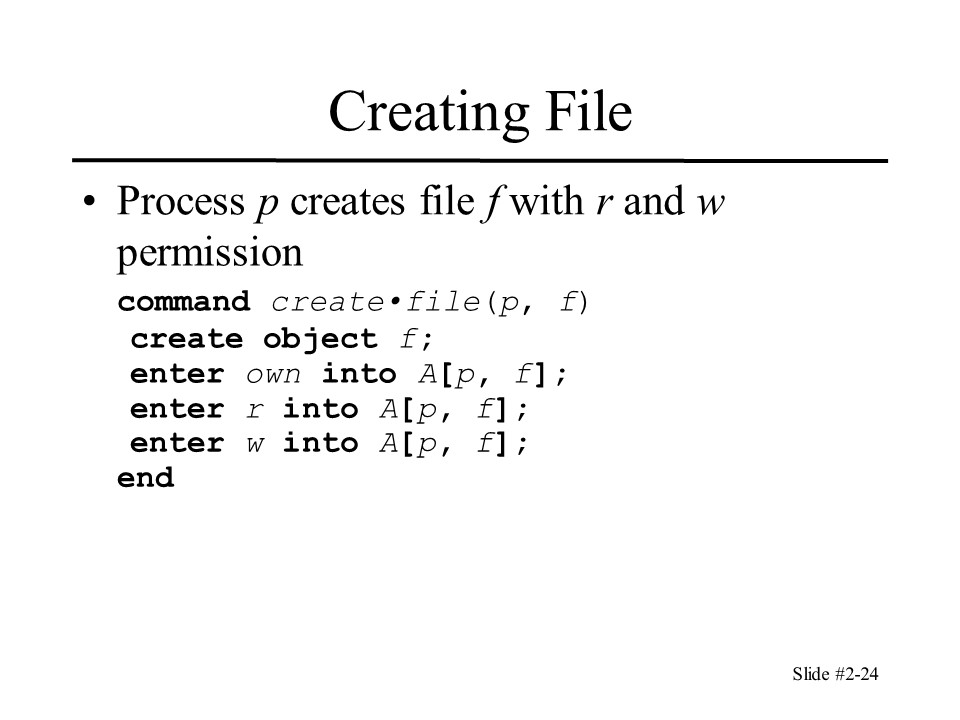 Creating File
• Process p creates file f with r and w
permission
command create•file(p, f)
create object f;
enter own into A[p, f];
enter r into A[p, f];
enter w into A[p, f];
end
Slide #2-24